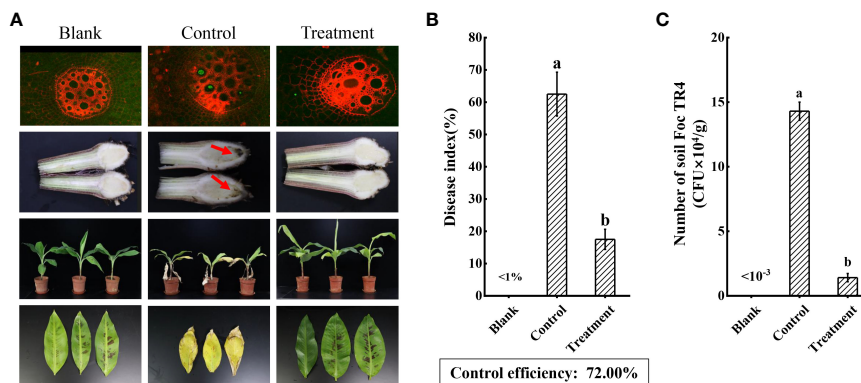 A
Blank
Control
Treatment
B
Disease index(%)
80
70
60
50
40
30
20
10
0
<1%
a
b
Blank
Control
Treatment
Control efficiency: 72.00%
C
Number of soil Foc TR4
(CFU×10⁴/g)
20
15
10
5
0
<10⁻³
a
b
Blank
Control
Treatment